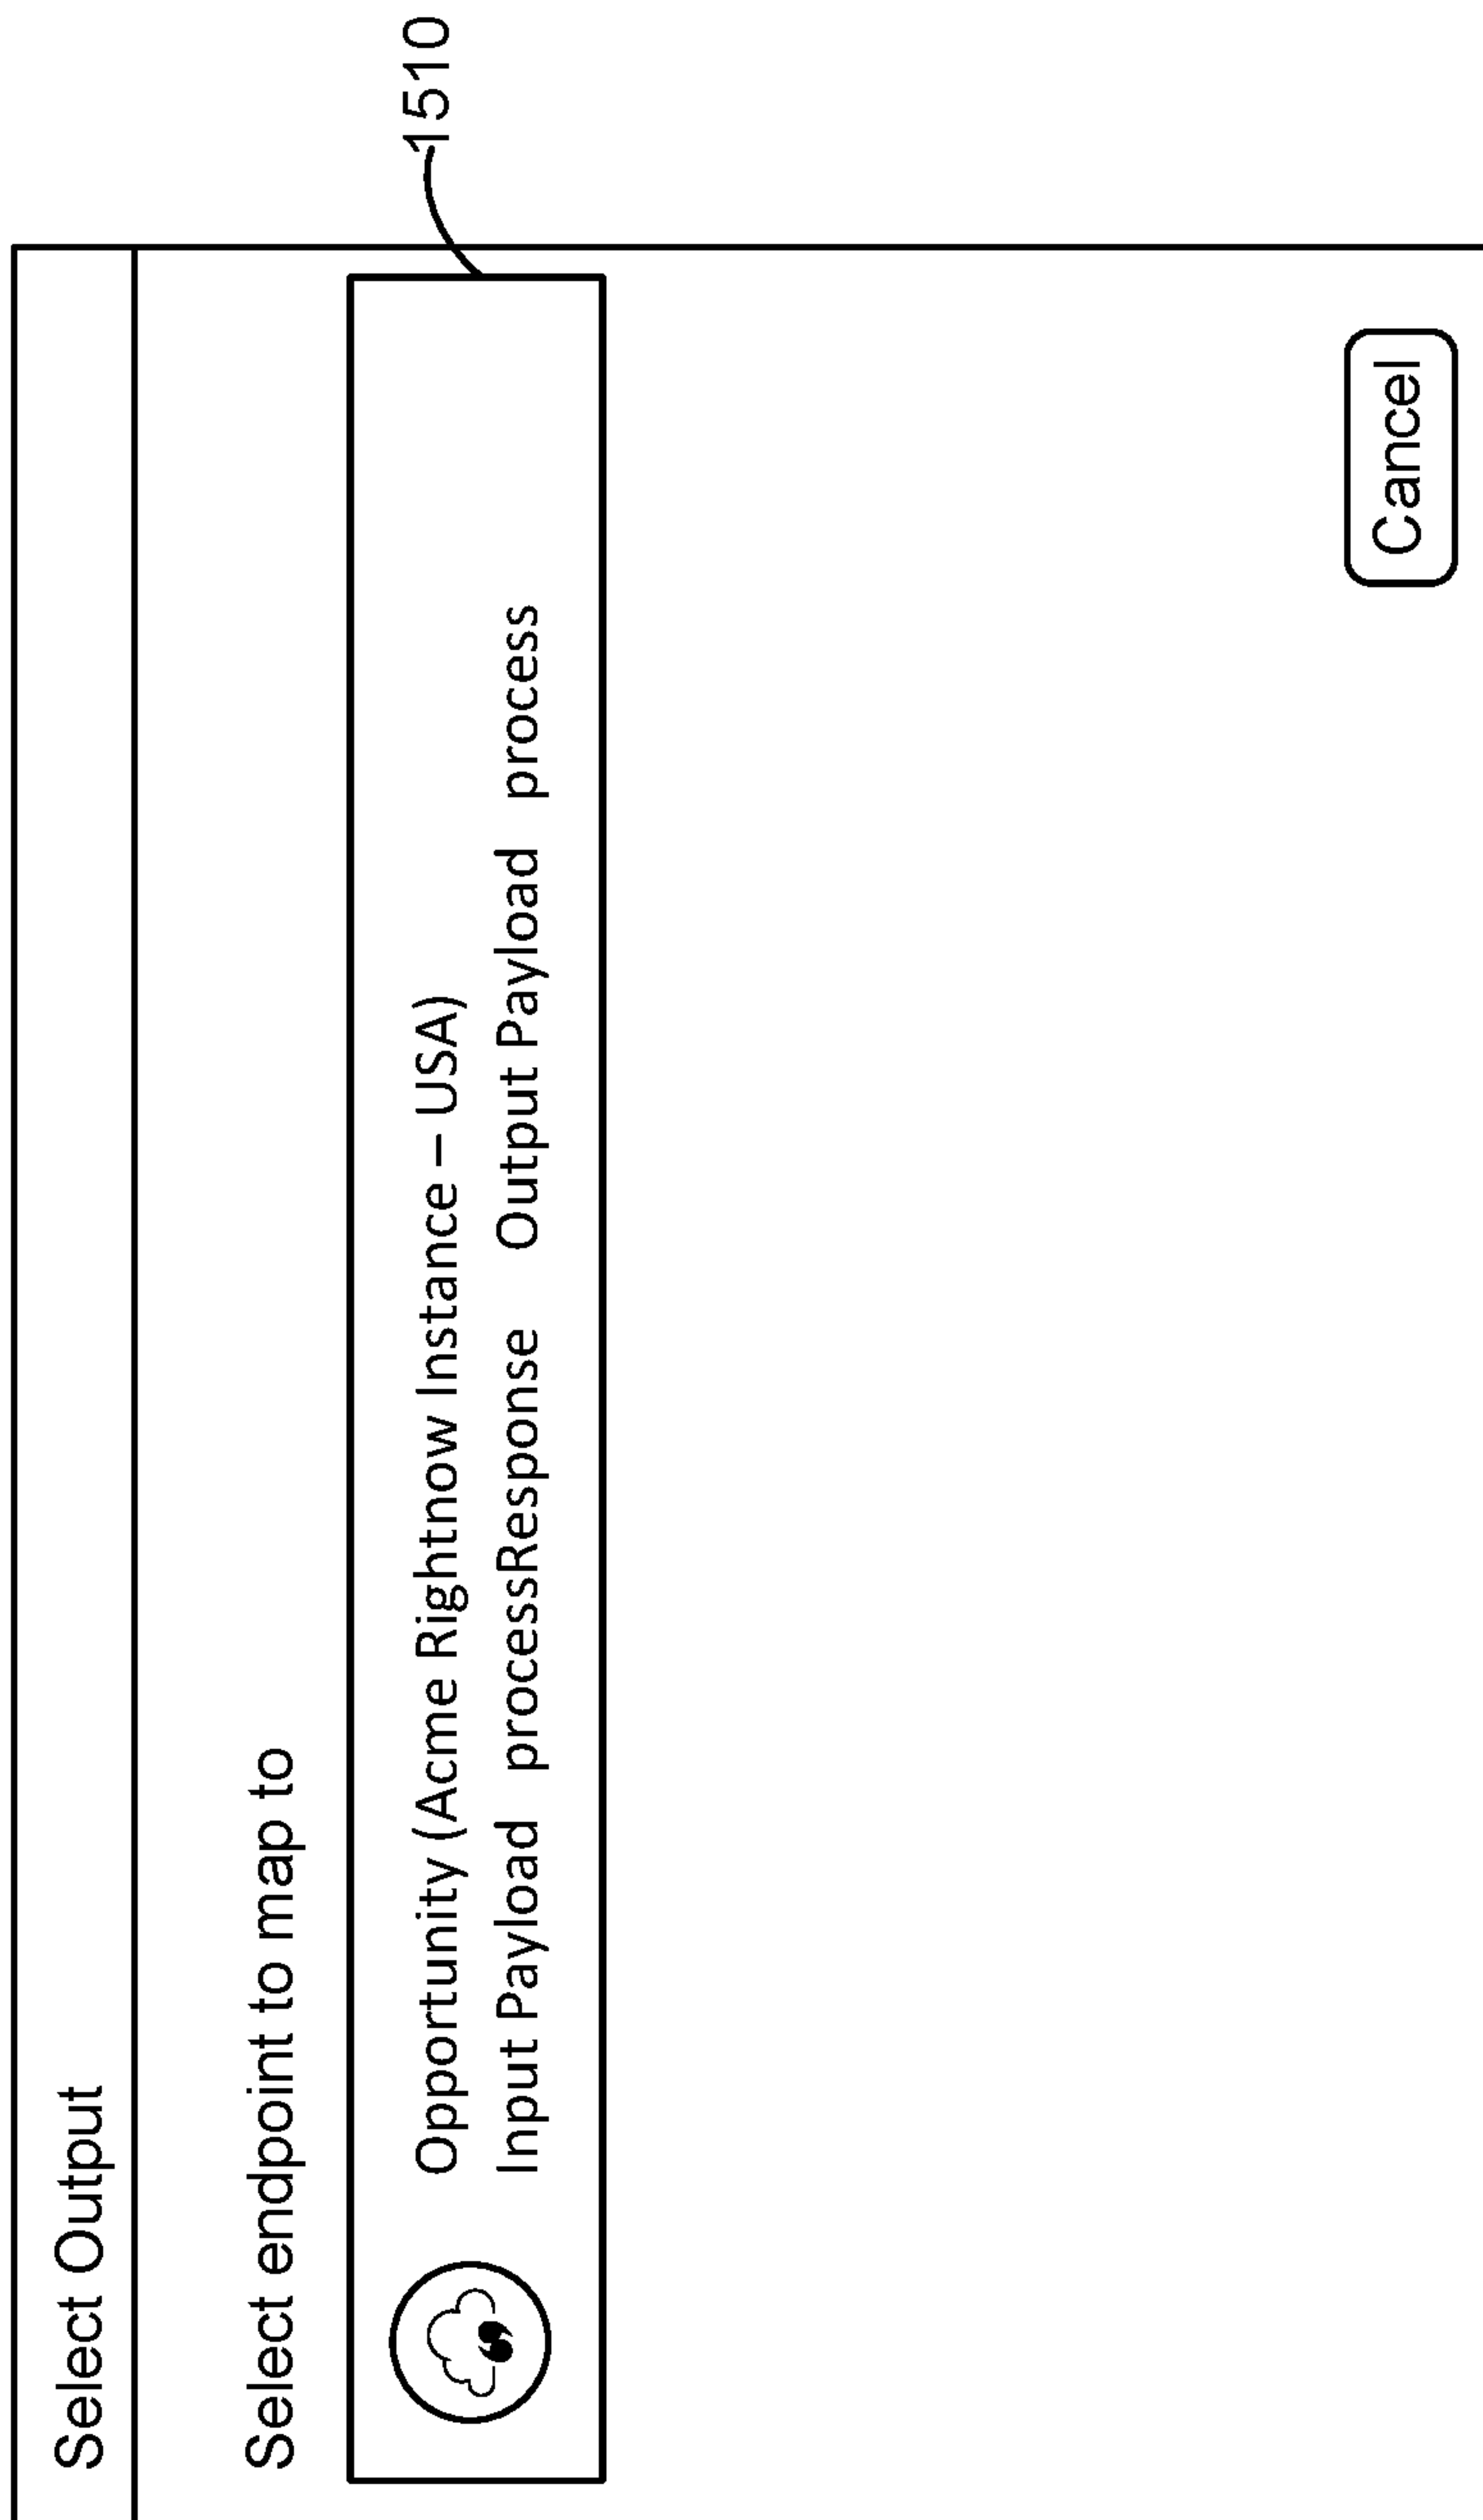 Select Output
Select endpoint to map to
Opportunity (Acme Rightnow Instance – USA)
Input Payload processResponse Output Payload process
1510
Cancel